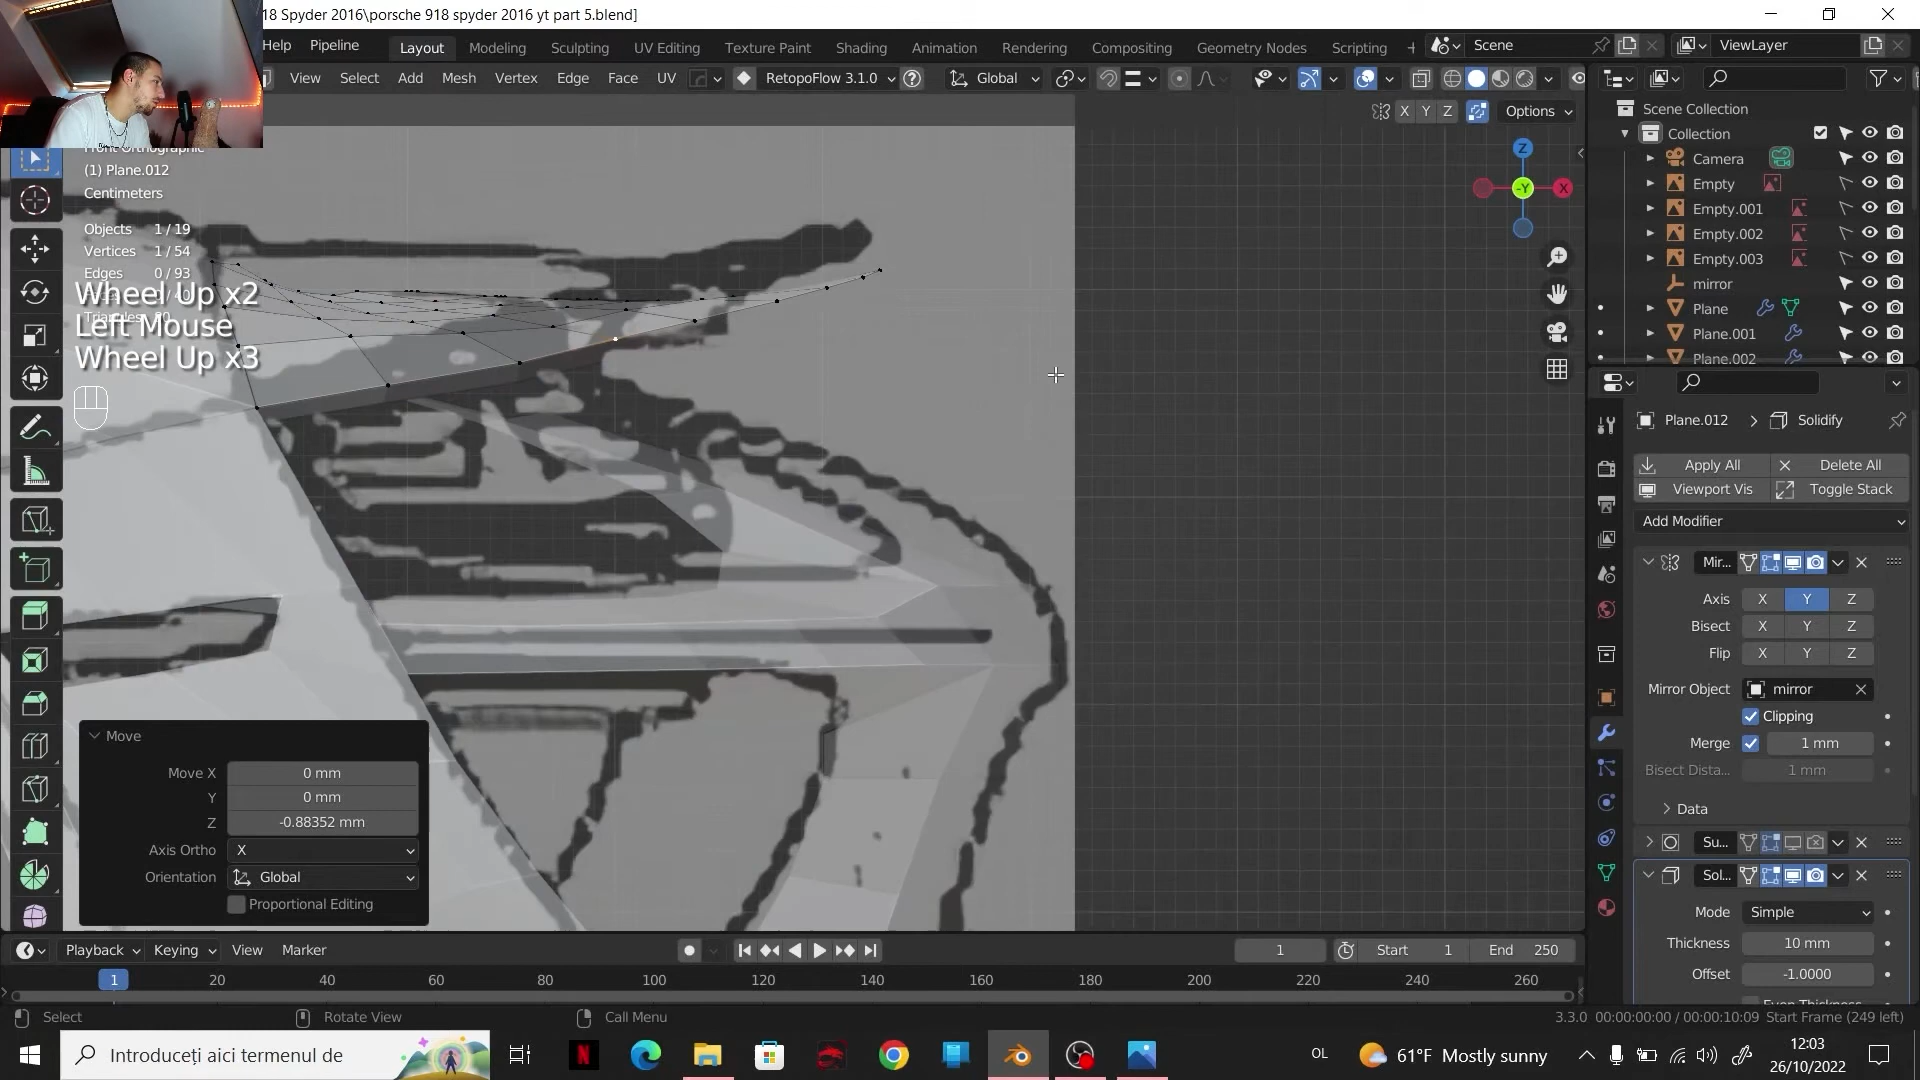 18 Spyder 2016\porsche 918 spyder 2016 yt part 5.blend]
Help Pipeline Layout Modeling Sculpting UV Editing Texture Paint Shading Animation Rendering Compositing Geometry Nodes Scripting + Scene ViewLayer
View Select Add Mesh Vertex Edge Face UV RetopoFlow 3.1.0 Global
X Y Z Options
(1) Plane.012
Centimeters
Objects 1/19
Vertices 1/54
Edges 0/93
Wheel Up x2
Left Mouse
Wheel Up x3
Z
-Y X
Scene Collection
Collection
Camera
Empty
Empty.001
Empty.002
Empty.003
mirror
Plane
Plane.001
Plane.002
Plane.012 > Solidify
Apply All Delete All
Viewport Vis Toggle Stack
Add Modifier
Mir...
Axis X Y Z
Bisect X Y Z
Flip X Y Z
Mirror Object mirror
Clipping
Merge 1 mm
Bisect Dista... 1 mm
Data
Su...
Sol...
Mode Simple
Thickness 10 mm
Offset -1.0000
Even Thickness
Move
Move X 0 mm
Y 0 mm
Z -0.88352 mm
Axis Ortho X
Orientation Global
Proportional Editing
Playback Keying View Marker 1 Start 1 End 250
1 20 40 60 80 100 120 140 160 180 200 220 240 260
Select Rotate View Call Menu 3.3.0 00:00:00:00 / 00:00:10:09 Start Frame (249 left)
Introduceți aici termenul de OL 61°F Mostly sunny 12:03
26/10/2022